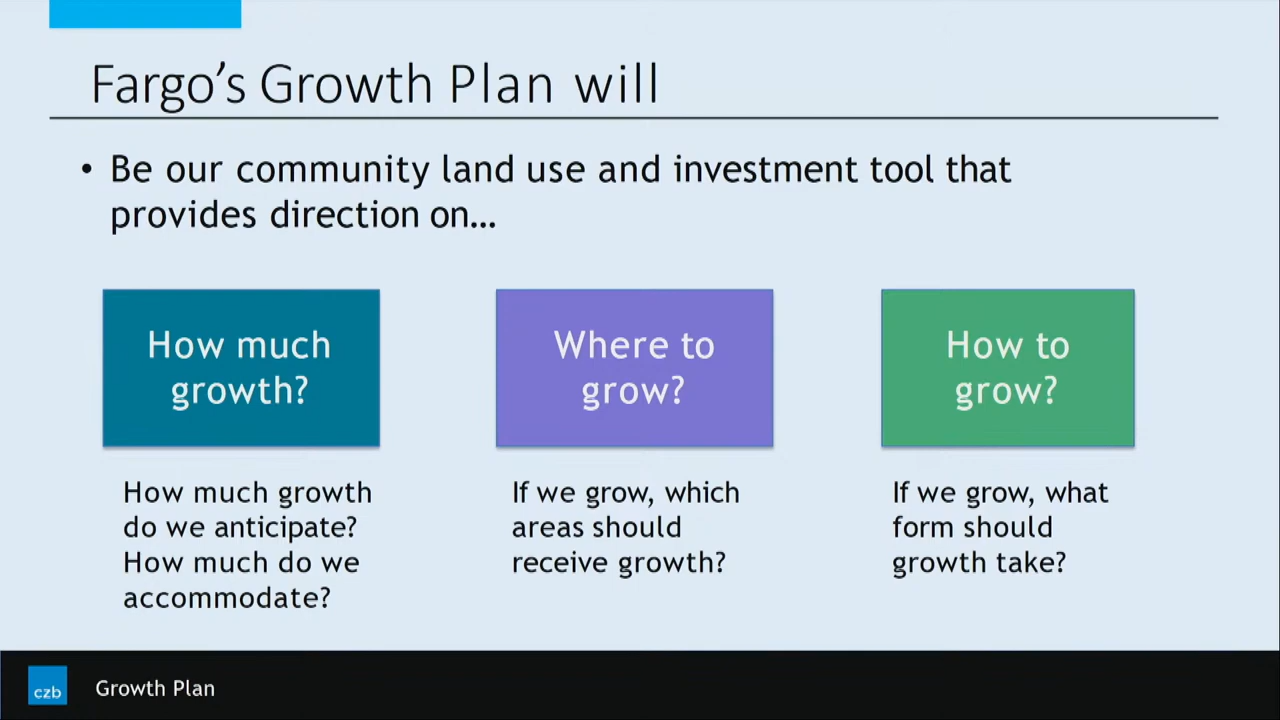 Fargo’s Growth Plan will
• Be our community land use and investment tool that
provides direction on…
How much
growth?
Where to
grow?
How to
grow?
How much growth
do we anticipate?
How much do we
accommodate?
If we grow, which
areas should
receive growth?
If we grow, what
form should
growth take?
czb
Growth Plan